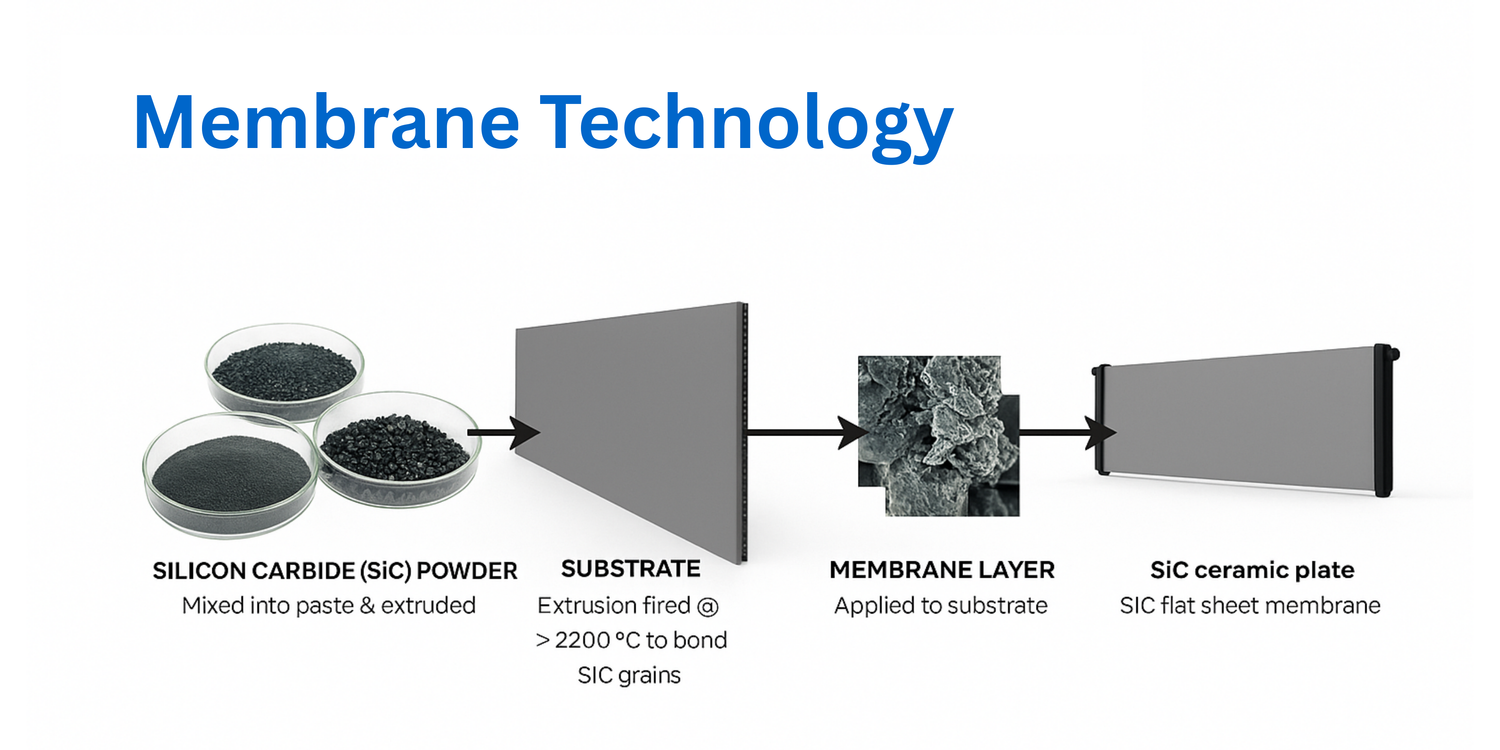 Membrane Technology
SILICON CARBIDE (SiC) POWDER
Mixed into paste & extruded
SUBSTRATE
Extrusion fired @
> 2200 °C to bond
SIC grains
MEMBRANE LAYER
Applied to substrate
SiC ceramic plate
SIC flat sheet membrane